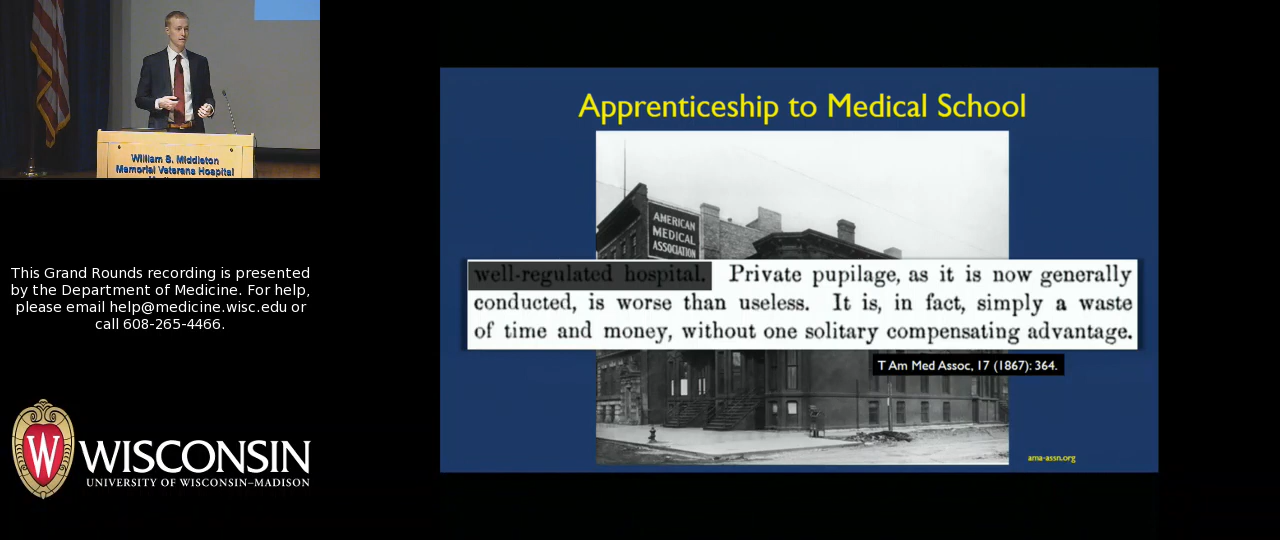 William S. Middleton
Memorial Veterans Hospital
This Grand Rounds recording is presented
by the Department of Medicine. For help,
please email help@medicine.wisc.edu or
call 608-265-4466.
W
WISCONSIN
UNIVERSITY OF WISCONSIN–MADISON
Apprenticeship to Medical School
AMERICAN
MEDICAL
ASSOCIATION
well-regulated hospital. Private pupilage, as it is now generally
conducted, is worse than useless. It is, in fact, simply a waste
of time and money, without one solitary compensating advantage.
T Am Med Assoc, 17 (1867): 364.
ama-assn.org